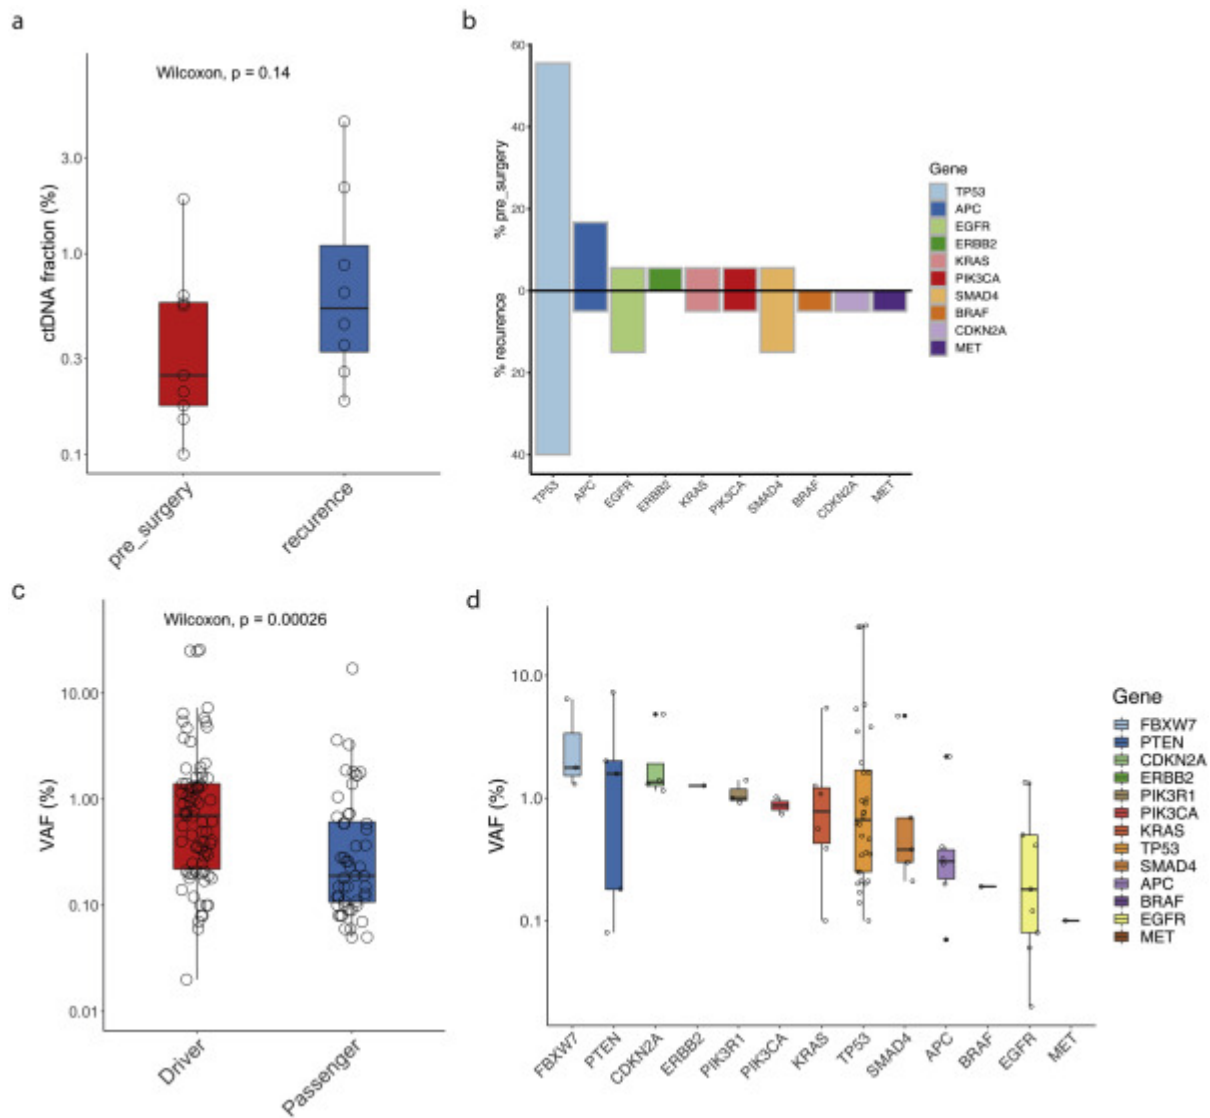 a
Wilcoxon, p = 0.14
ctDNA fraction (%)
3.0
1.0
0.3
0.1
pre_surgery
recurence
b
% pre_surgery
% recurence
60
40
20
0
20
40
TP53
APC
EGFR
ERBB2
KRAS
PIK3CA
SMAD4
BRAF
CDKN2A
MET
Gene
TP53
APC
EGFR
ERBB2
KRAS
PIK3CA
SMAD4
BRAF
CDKN2A
MET
c
Wilcoxon, p = 0.00026
VAF (%)
10.00
1.00
0.10
0.01
Driver
Passenger
d
VAF (%)
10.0
1.0
0.1
FBXW7
PTEN
CDKN2A
ERBB2
PIK3R1
PIK3CA
KRAS
TP53
SMAD4
APC
BRAF
EGFR
MET
Gene
FBXW7
PTEN
CDKN2A
ERBB2
PIK3R1
PIK3CA
KRAS
TP53
SMAD4
APC
BRAF
EGFR
MET